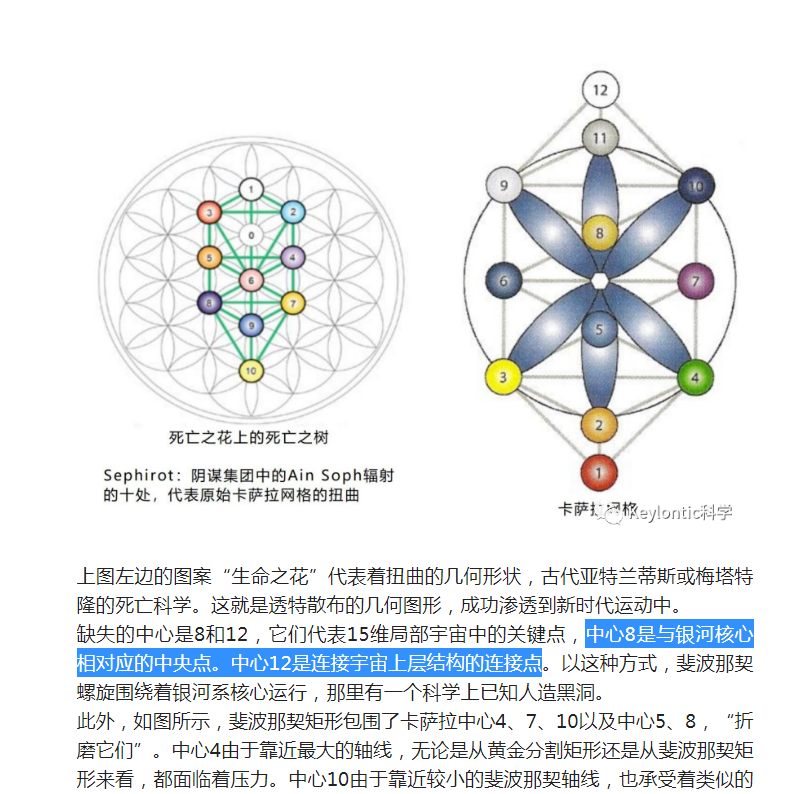 12
11
9
10
1
3
2
8
0
5
4
6
6
7
8
7
9
5
10
3
4
2
1
死亡之花上的死亡之树
Sephirot：阴谋集团中的Ain Soph辐射
的十处，代表原始卡萨拉网格的扭曲
卡萨拉网格
Keylontic科学
上图左边的图案“生命之花”代表着扭曲的几何形状，古代亚特兰蒂斯或梅塔特
隆的死亡科学。这就是透特散布的几何图形，成功渗透到新时代运动中。
缺失的中心是8和12，它们代表15维局部宇宙中的关键点，中心8是与银河核心
相对应的中央点。中心12是连接宇宙上层结构的连接点。以这种方式，斐波那契
螺旋围绕着银河系核心运行，那里有一个科学上已知人造黑洞。
此外，如图所示，斐波那契矩形包围了卡萨拉中心4、7、10以及中心5、8，“折
磨它们”。中心4由于靠近最大的轴线，无论是从黄金分割矩形还是从斐波那契矩
形来看，都面临着压力。中心10由于靠近较小的斐波那契轴线，也承受着类似的